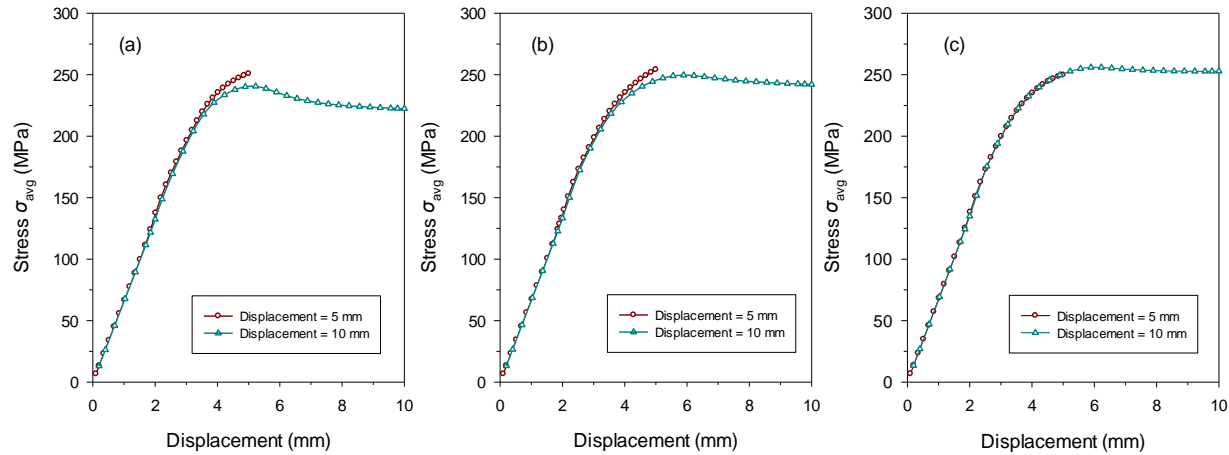 (a)
Stress σavg (MPa)
300
250
200
150
100
50
0
Displacement = 5 mm
Displacement = 10 mm
0 2 4 6 8 10
Displacement (mm)
(b)
Stress σavg (MPa)
300
250
200
150
100
50
0
Displacement = 5 mm
Displacement = 10 mm
0 2 4 6 8 10
Displacement (mm)
(c)
Stress σavg (MPa)
300
250
200
150
100
50
0
Displacement = 5 mm
Displacement = 10 mm
0 2 4 6 8 10
Displacement (mm)